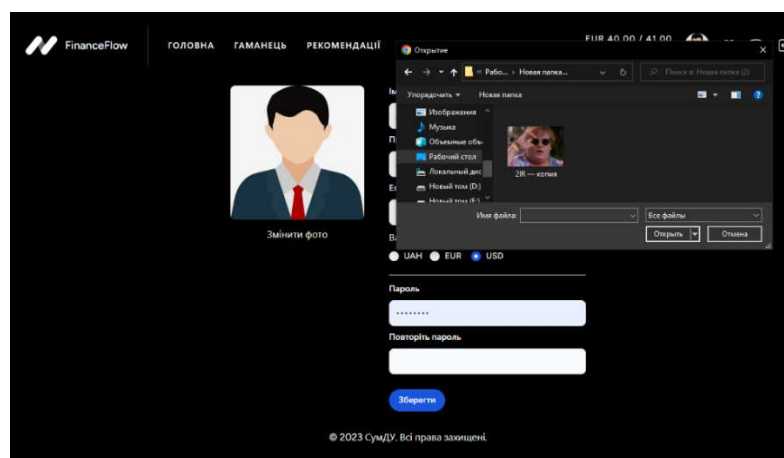 FinanceFlow
ГОЛОВНА ГАМАНЕЦЬ РЕКОМЕНДАЦІЇ
EUR 40.00 / 41.00
Змінити фото
UAH EUR USD
Пароль
········
Повторіть пароль
Зберегти
© 2023 СумДУ. Всі права захищені.
Открытие
« Рабо... › Новая папка...
Поиск в: Новая папка (2)
Упорядочить Новая папка
Изображения
Музыка
Объемные объ
Рабочий стол
Локальный дис
Новый том (D:)
Новый том (E:)
2IR — копия
Имя файла:
Все файлы
Открыть Отмена